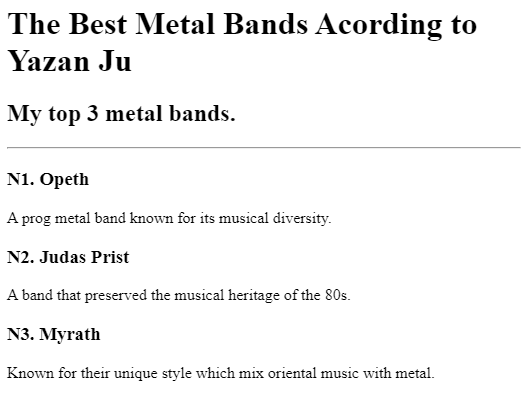 The Best Metal Bands Acording to
Yazan Ju
My top 3 metal bands.
N1. Opeth
A prog metal band known for its musical diversity.
N2. Judas Prist
A band that preserved the musical heritage of the 80s.
N3. Myrath
Known for their unique style which mix oriental music with metal.